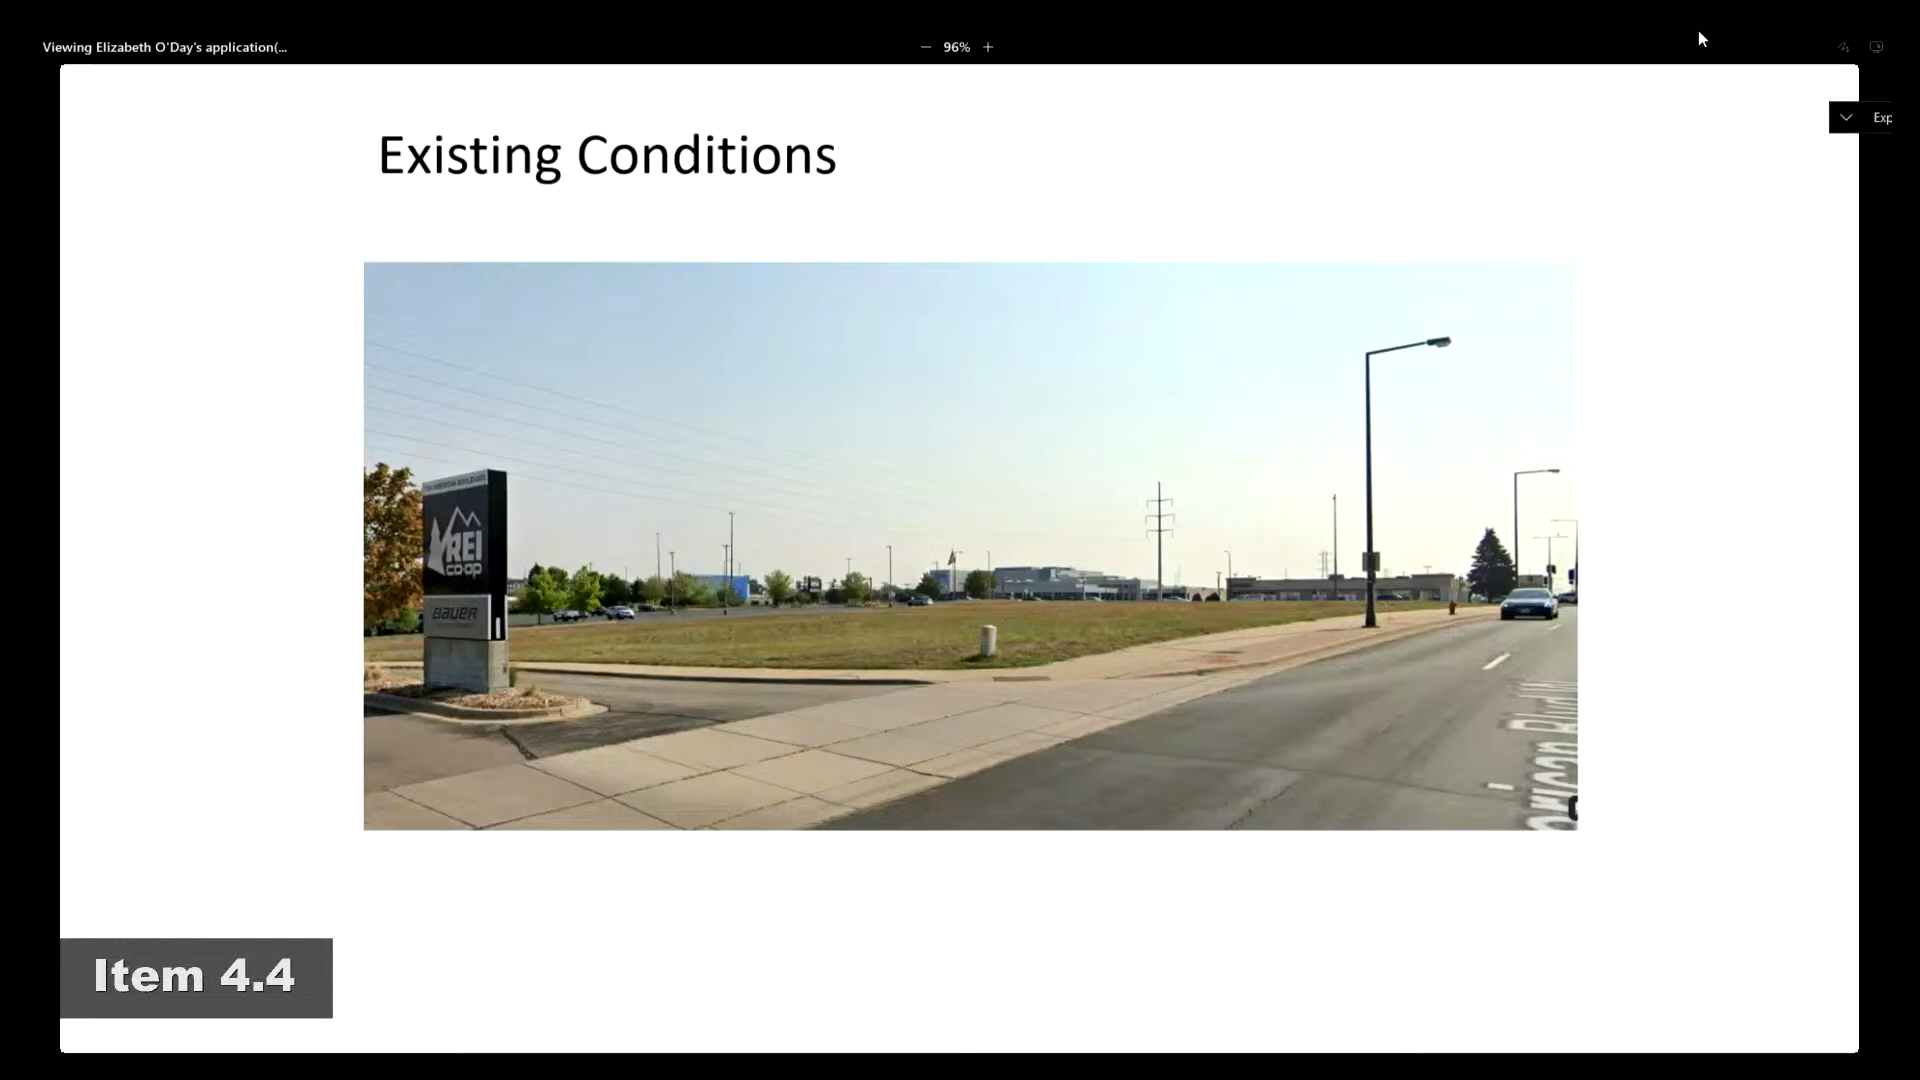 Viewing Elizabeth O'Day's application(...
96%
Exp
Existing Conditions
REI
co·op
BAUER
Item 4.4